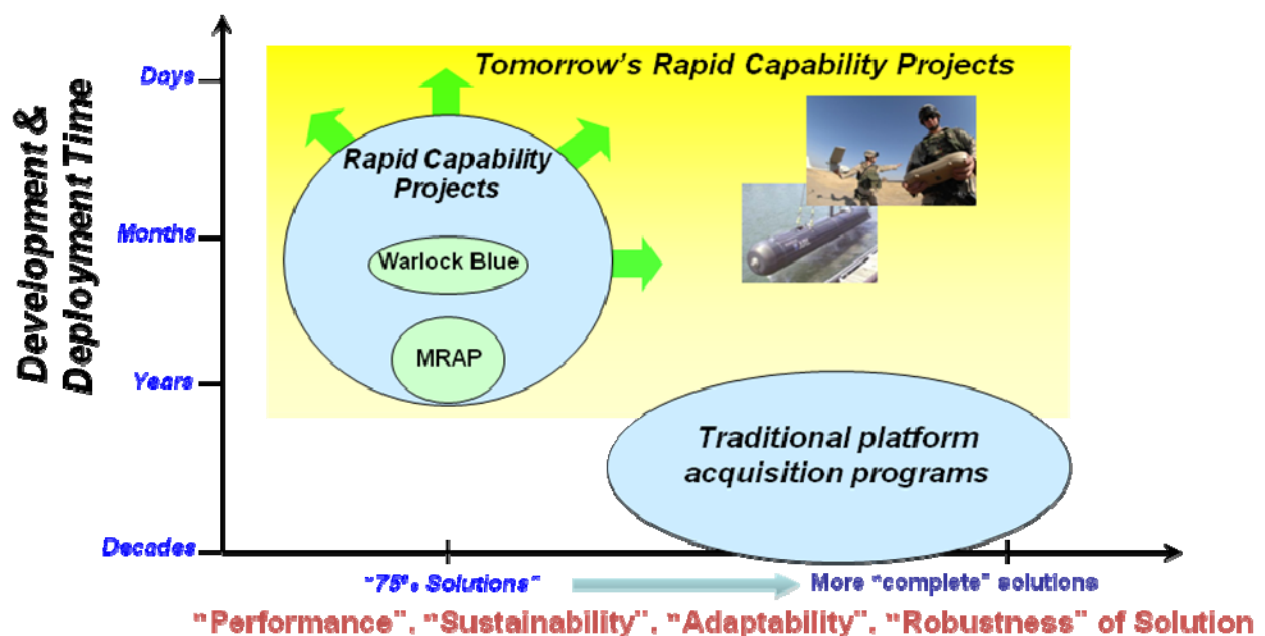 Development &
Deployment Time
Days
Months
Years
Decades
Tomorrow's Rapid Capability Projects
Rapid Capability
Projects
Warlock Blue
MRAP
Traditional platform
acquisition programs
"75% Solutions"
More "complete" solutions
"Performance", "Sustainability", "Adaptability", "Robustness" of Solution